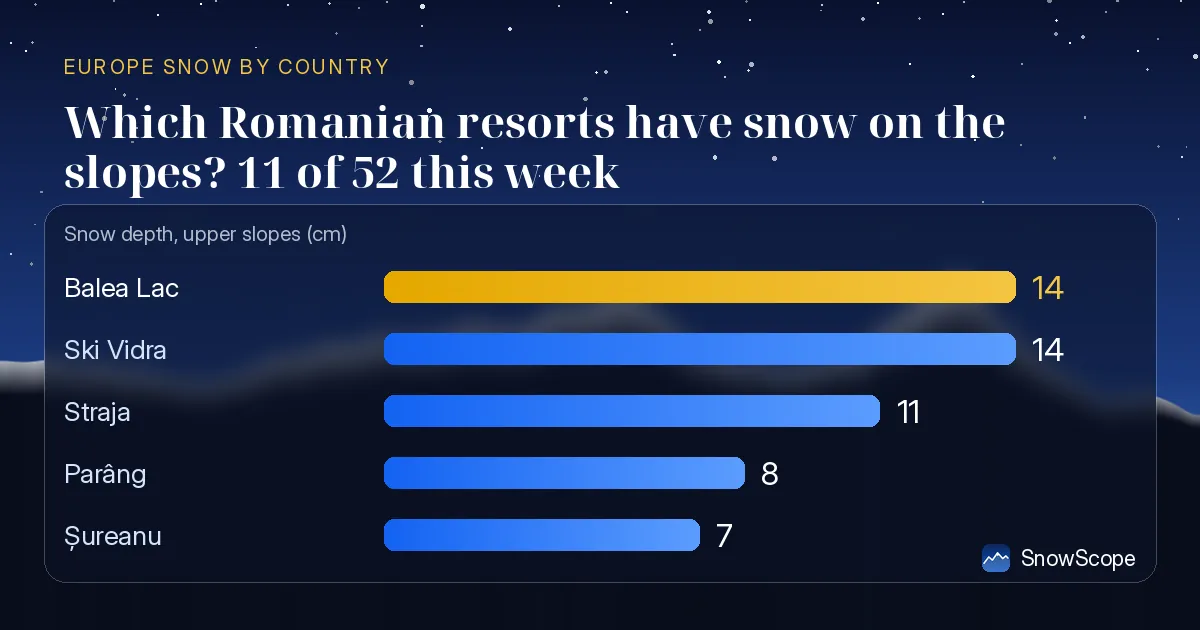 EUROPE SNOW BY COUNTRY
Which Romanian resorts have snow on the
slopes? 11 of 52 this week
Snow depth, upper slopes (cm)
Balea Lac 14
Ski Vidra 14
Straja 11
Parâng 8
Șureanu 7
SnowScope